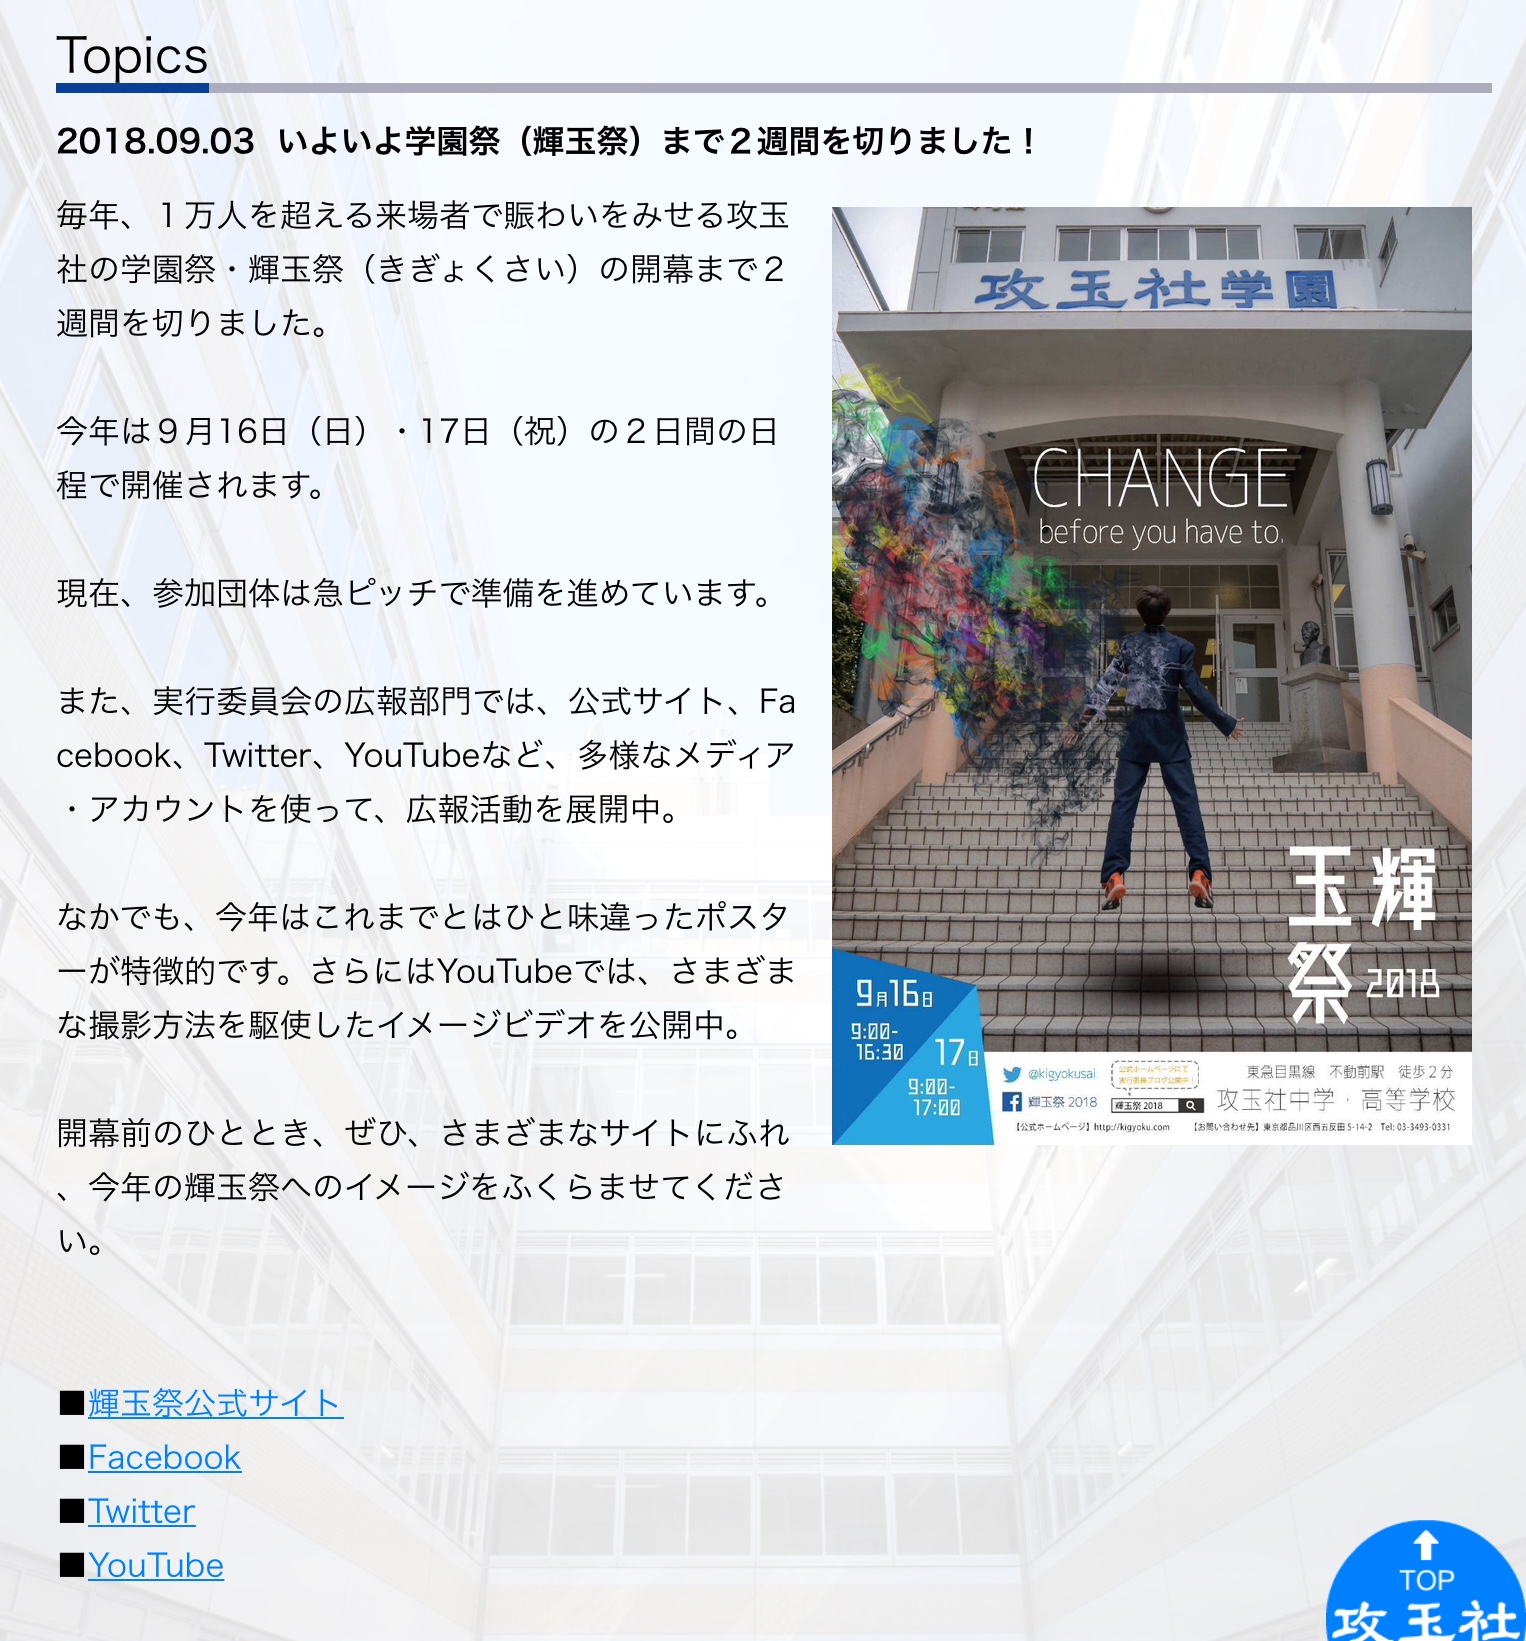 Topics
2018.09.03 いよいよ学園祭（輝玉祭）まで２週間を切りました！
毎年、１万人を超える来場者で賑わいをみせる攻玉
社の学園祭・輝玉祭（きぎょくさい）の開幕まで２
週間を切りました。
今年は９月16日（日）・17日（祝）の２日間の日
程で開催されます。
現在、参加団体は急ピッチで準備を進めています。
また、実行委員会の広報部門では、公式サイト、Fa
cebook、Twitter、YouTubeなど、多様なメディア
・アカウントを使って、広報活動を展開中。
なかでも、今年はこれまでとはひと味違ったポスタ
ーが特徴的です。さらにはYouTubeでは、さまざま
な撮影方法を駆使したイメージビデオを公開中。
開幕前のひととき、ぜひ、さまざまなサイトにふれ
、今年の輝玉祭へのイメージをふくらませてくださ
い。
■輝玉祭公式サイト
■Facebook
■Twitter
■YouTube
攻玉社学園
CHANGE
before you have to.
輝玉祭
2018
9月16日
9:00-
16:30
17日
9:00-
17:00
@kigyokusai
輝玉祭 2018
公式ホームページにて
実行委員ブログ公開中！
輝玉祭 2018
東急目黒線 不動前駅 徒歩２分
攻玉社中学・高等学校
【公式ホームページ】http://kigyoku.com
【お問い合わせ先】東京都品川区西五反田 5-14-2 Tel: 03-3493-0331
TOP
攻玉社